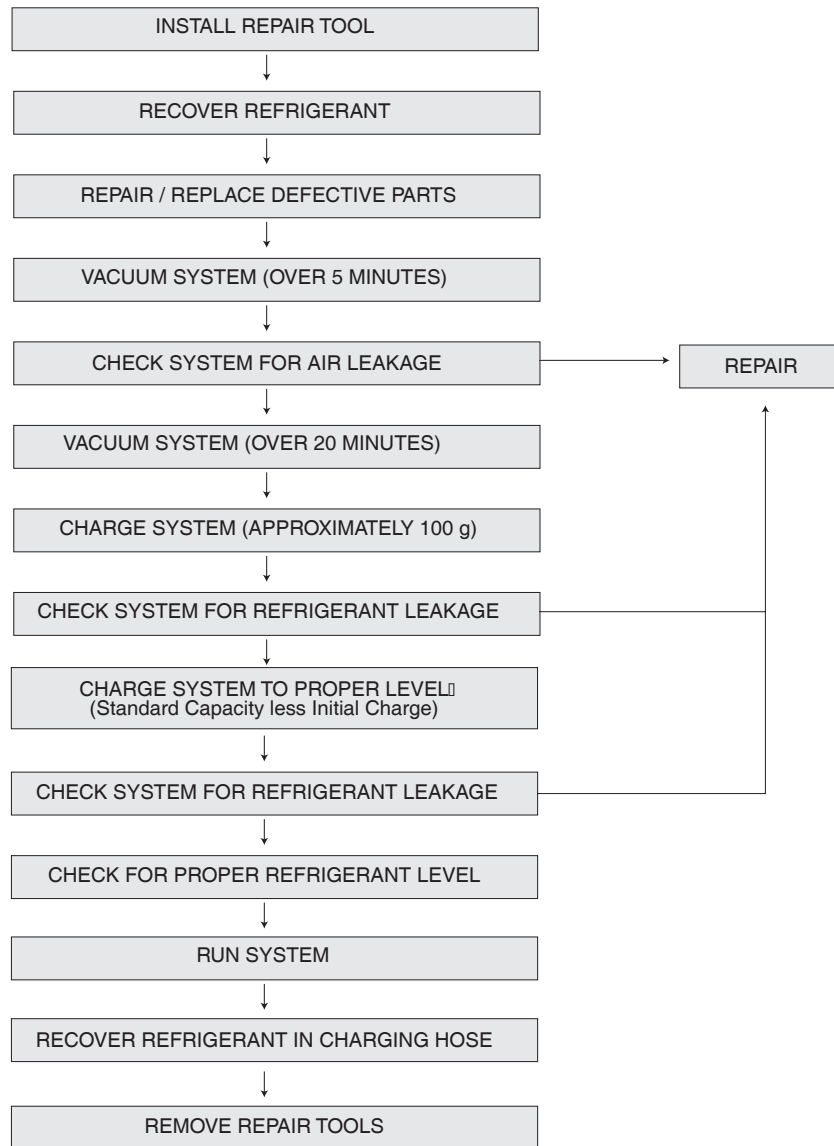 INSTALL REPAIR TOOL
RECOVER REFRIGERANT
REPAIR / REPLACE DEFECTIVE PARTS
VACUUM SYSTEM (OVER 5 MINUTES)
CHECK SYSTEM FOR AIR LEAKAGE
REPAIR
VACUUM SYSTEM (OVER 20 MINUTES)
CHARGE SYSTEM (APPROXIMATELY 100 g)
CHECK SYSTEM FOR REFRIGERANT LEAKAGE
CHARGE SYSTEM TO PROPER LEVEL▯
(Standard Capacity less Initial Charge)
CHECK SYSTEM FOR REFRIGERANT LEAKAGE
CHECK FOR PROPER REFRIGERANT LEVEL
RUN SYSTEM
RECOVER REFRIGERANT IN CHARGING HOSE
REMOVE REPAIR TOOLS